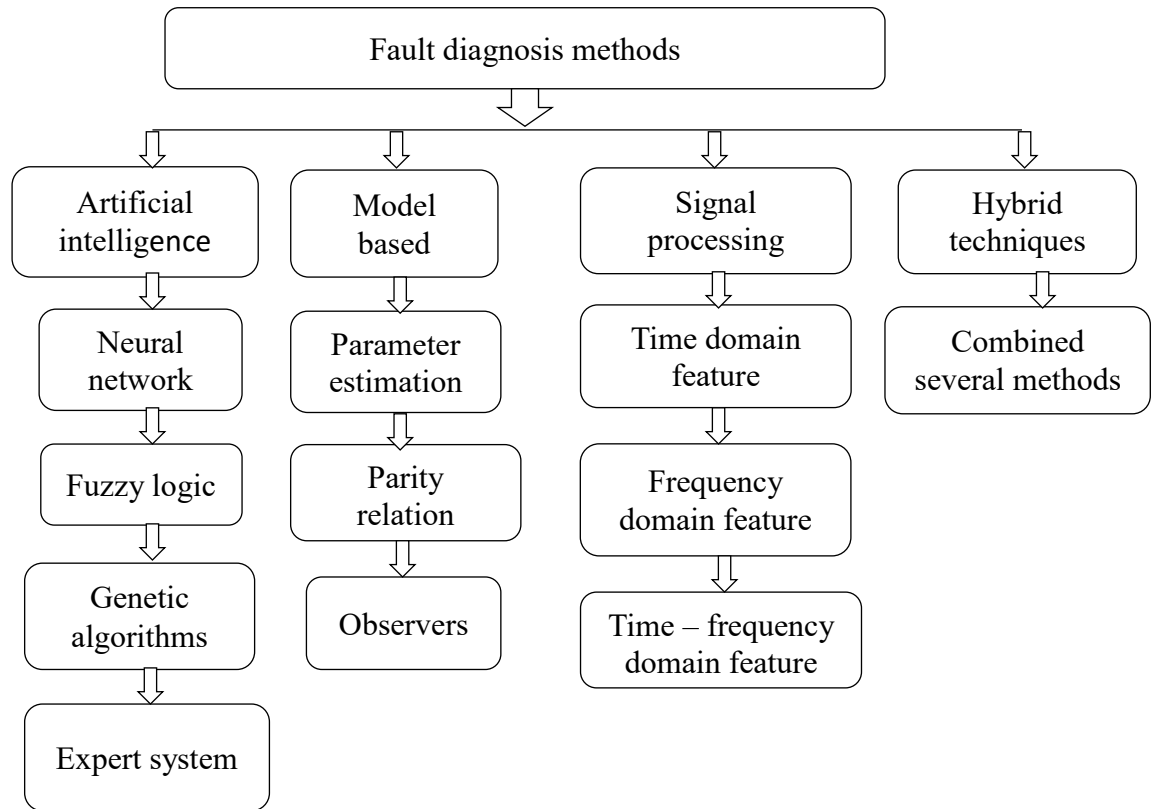 Fault diagnosis methods
Artificial
intelligence
Model
based
Signal
processing
Hybrid
techniques
Neural
network
Parameter
estimation
Time domain
feature
Combined
several methods
Fuzzy logic
Parity
relation
Frequency
domain feature
Genetic
algorithms
Observers
Time – frequency
domain feature
Expert system